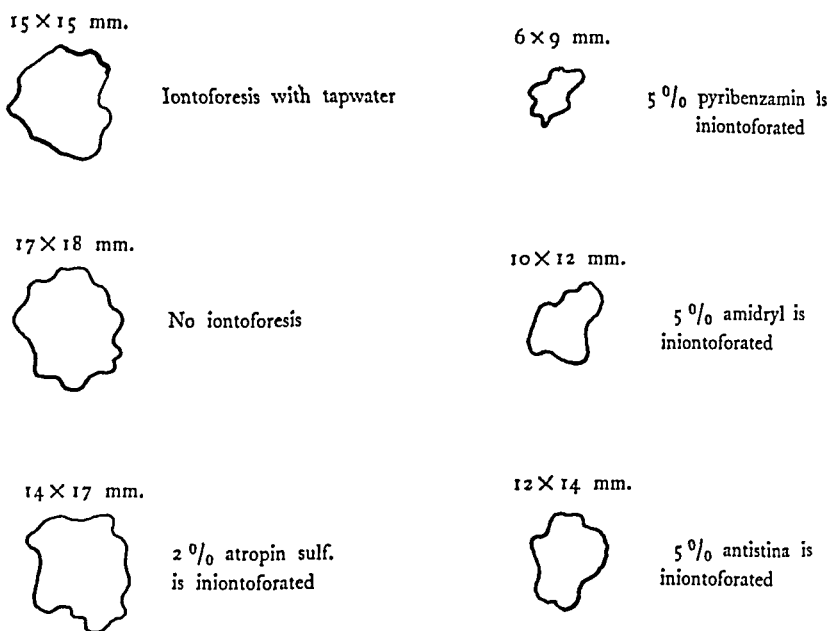 15×15 mm.
Iontoforesis with tapwater
6×9 mm.
5 % pyribenzamin is
iniontoforated
17×18 mm.
No iontoforesis
10×12 mm.
5 % amidryl is
iniontoforated
14×17 mm.
2 % atropin sulf.
is iniontoforated
12×14 mm.
5 % antistina is
iniontoforated